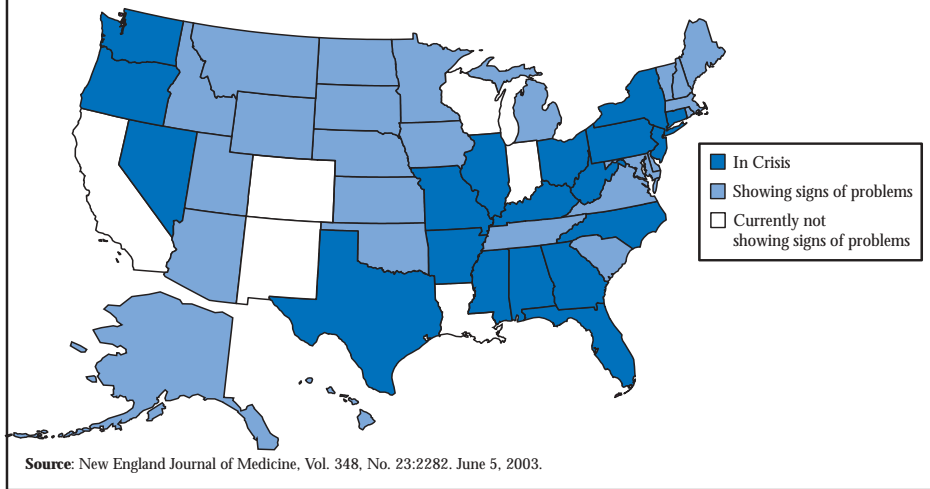 In Crisis
Showing signs of problems
Currently not
showing signs of problems
Source: New England Journal of Medicine, Vol. 348, No. 23:2282. June 5, 2003.